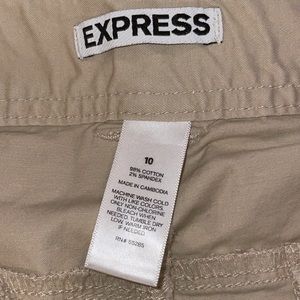 EXPRESS
10
98% COTTON
2% SPANDEX
MADE IN CAMBODIA
MACHINE WASH COLD
WITH LIKE COLORS.
ONLY NON-CHLORINE
BLEACH WHEN
NEEDED. TUMBLE DRY
LOW. WARM IRON
IF NEEDED
RN# 55285